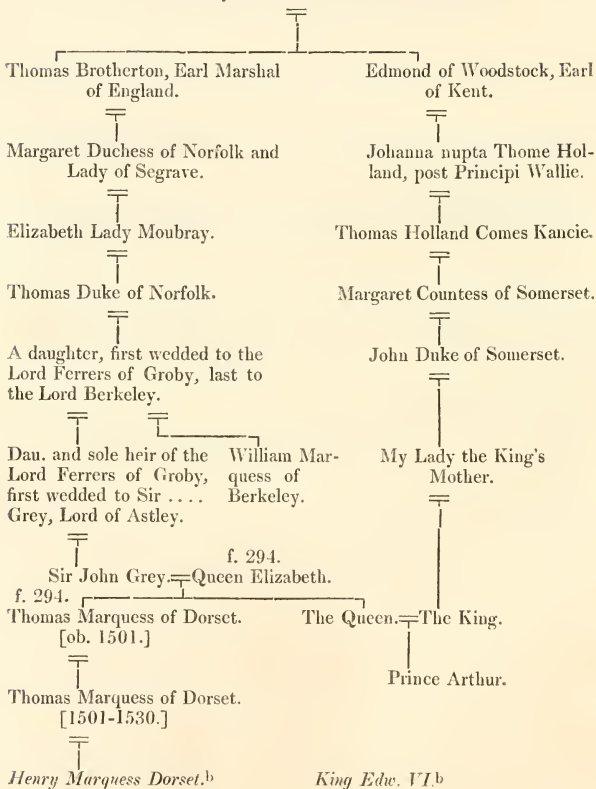 Thomas Brotherton, Earl Marshal
of England.
Edmond of Woodstock, Earl
of Kent.
Margaret Duchess of Norfolk and
Lady of Segrave.
Johanna nupta Thome Hol-
land, post Principi Wallie.
Elizabeth Lady Moubray.
Thomas Holland Comes Kancie.
Thomas Duke of Norfolk.
Margaret Countess of Somerset.
A daughter, first wedded to the
Lord Ferrers of Groby, last to
the Lord Berkeley.
John Duke of Somerset.
Dau. and sole heir of the
Lord Ferrers of Groby,
first wedded to Sir ....
Grey, Lord of Astley.
William Mar-
quess of
Berkeley.
My Lady the King's
Mother.
f. 294.
Sir John Grey.=Queen Elizabeth.
f. 294.
Thomas Marquess of Dorset.
[ob. 1501.]
The Queen.=The King.
Prince Arthur.
Thomas Marquess of Dorset.
[1501-1530.]
Henry Marquess Dorset.b
King Edw. VI.b